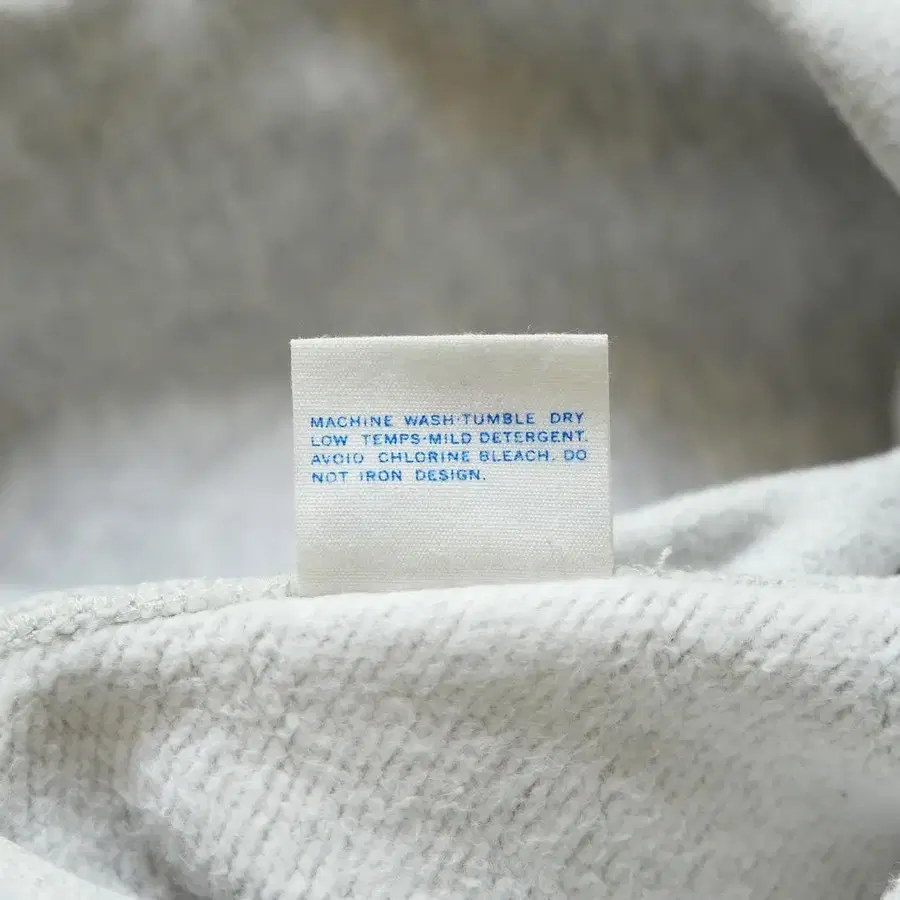 MACHINE WASH·TUMBLE DRY
LOW TEMPS·MILD DETERGENT.
AVOID CHLORINE BLEACH. DO
NOT IRON DESIGN.